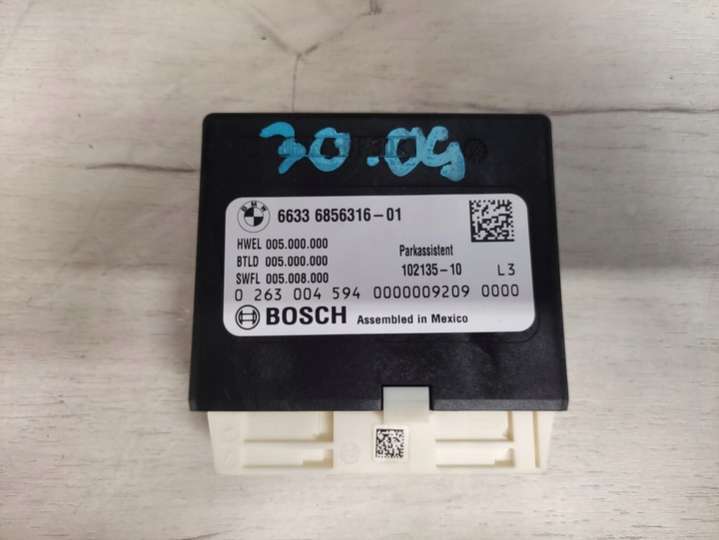 30.09
BMW
6633 6856316-01
HWEL 005.000.000
BTLD 005.000.000
SWFL 005.008.000
Parkassistent
102135-10 L3
0 263 004 594 0000009209 0000
BOSCH Assembled in Mexico